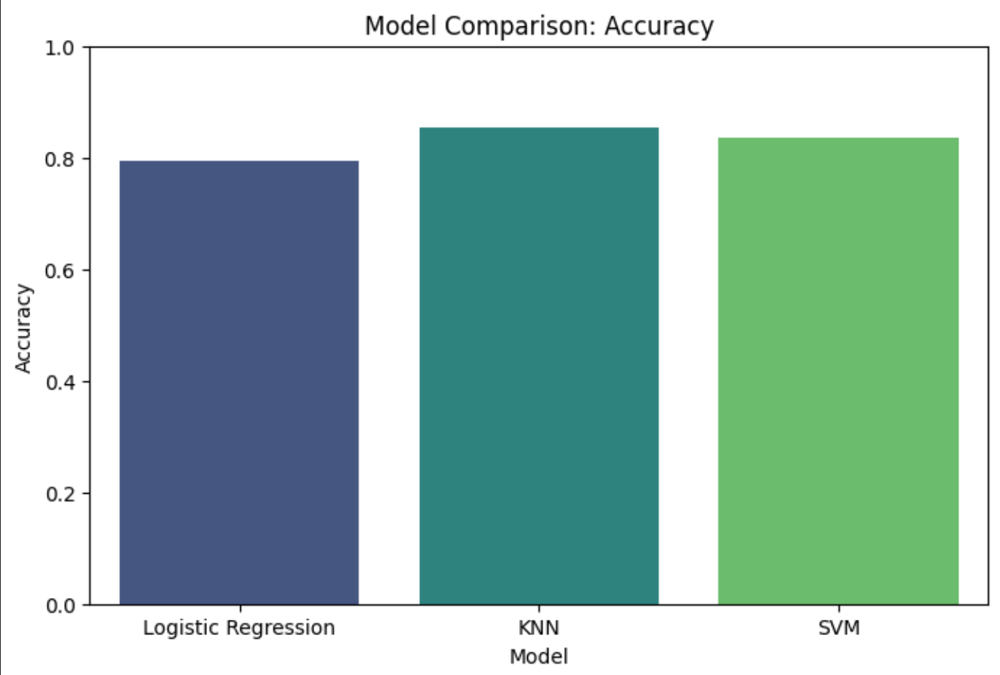 Model Comparison: Accuracy
1.0
0.8
0.6
0.4
0.2
0.0
Accuracy
Logistic Regression
KNN
SVM
Model